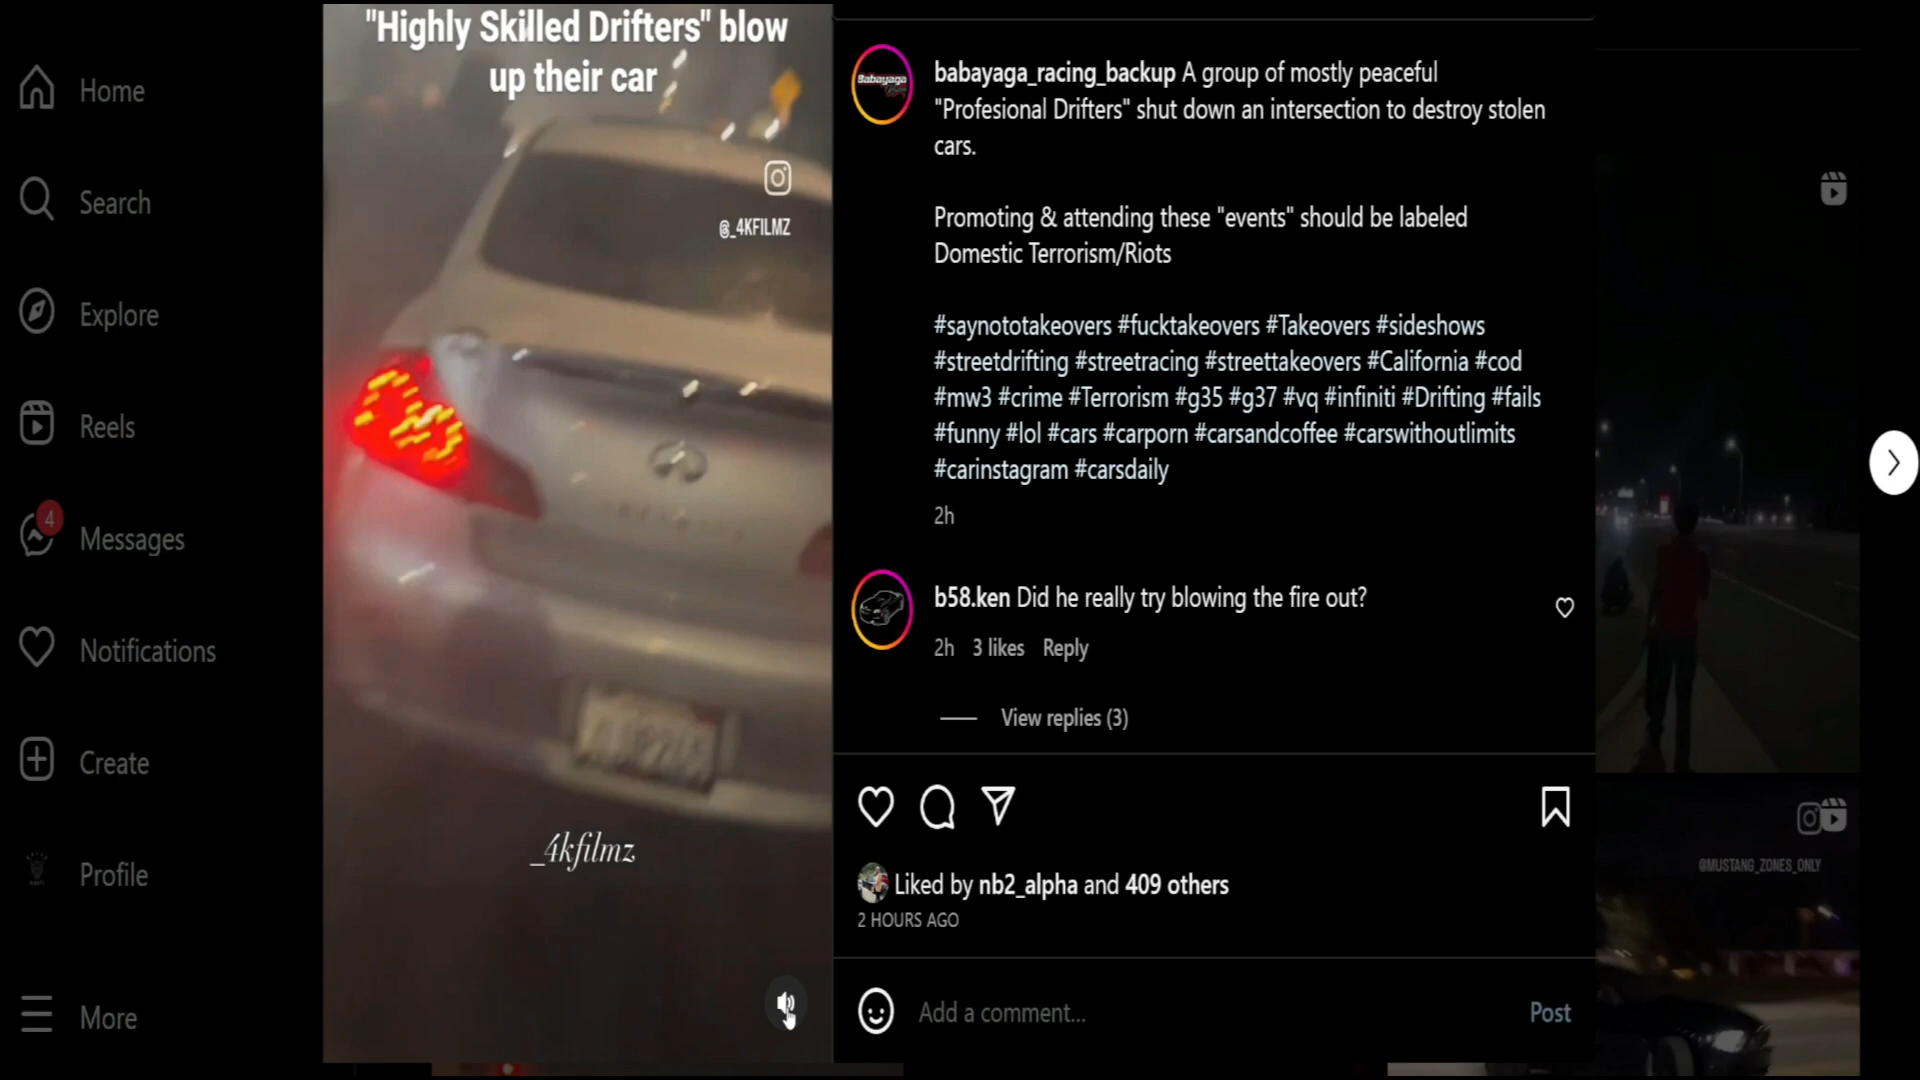 Home
Search
Explore
Reels
4
Messages
Notifications
Create
Profile
More
"Highly Skilled Drifters" blow
up their car
@_4KFILMZ
_4kfilmz
Babayaga
babayaga_racing_backup A group of mostly peaceful
"Profesional Drifters" shut down an intersection to destroy stolen
cars.
Promoting & attending these "events" should be labeled
Domestic Terrorism/Riots
#saynototakeovers #fucktakeovers #Takeovers #sideshows
#streetdrifting #streetracing #streettakeovers #California #cod
#mw3 #crime #Terrorism #g35 #g37 #vq #infiniti #Drifting #fails
#funny #lol #cars #carporn #carsandcoffee #carswithoutlimits
#carinstagram #carsdaily
2h
b58.ken Did he really try blowing the fire out?
2h 3 likes Reply
View replies (3)
Liked by nb2_alpha and 409 others
2 HOURS AGO
Add a comment...
Post
@MUSTANG_ZONES_ONLY